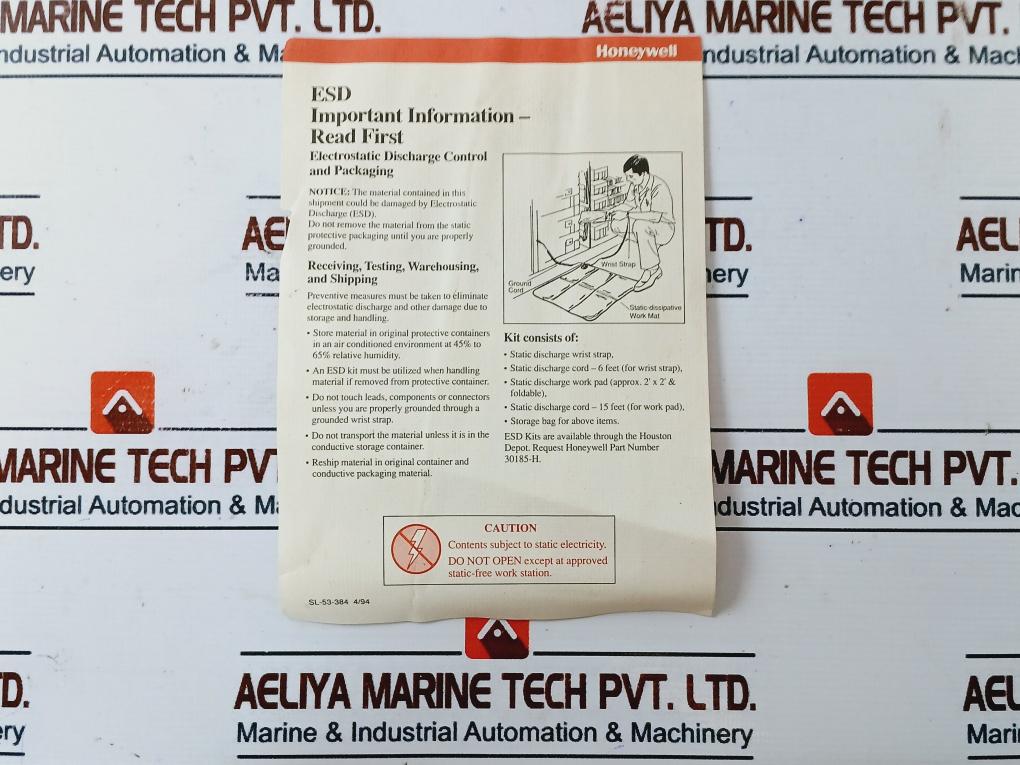 MARINE TECH PVT. LTD.
AELIYA MARINE TECH PVT.
ndustrial Automation & Ma
ndustrial Automation & Mach
Honeywell
ESD
Important Information –
Read First
Electrostatic Discharge Control
and Packaging
NOTICE: The material contained in this
shipment could be damaged by Electrostatic
Discharge (ESD).
Do not remove the material from the static
protective packaging until you are properly
grounded.
Receiving, Testing, Warehousing,
and Shipping
Preventive measures must be taken to eliminate
electrostatic discharge and other damage due to
storage and handling.
• Store material in original protective containers
in an air conditioned environment at 45% to
65% relative humidity.
• An ESD kit must be utilized when handling
material if removed from protective container.
• Do not touch leads, components or connectors
unless you are properly grounded through a
grounded wrist strap.
• Do not transport the material unless it is in the
conductive storage container.
• Reship material in original container and
conductive packaging material.
Wrist Strap
Ground
Cord
Static-dissipative
Work Mat
Kit consists of:
• Static discharge wrist strap,
• Static discharge cord – 6 feet (for wrist strap),
• Static discharge work pad (approx. 2' x 2' &
foldable),
• Static discharge cord – 15 feet (for work pad),
• Storage bag for above items.
ESD Kits are available through the Houston
Depot. Request Honeywell Part Number
30185-H.
CAUTION
Contents subject to static electricity.
DO NOT OPEN except at approved
static-free work station.
SL-53-384 4/94
LTD.
AE
TD.
AEL
nery
Ma
nery
Marin
MARINE TECH PVT
MARINE TECH PVT.
dustrial Automation & Ma
dustrial Automation & Mac
TD.
AELIYA MARINE TECH PVT. LTD.
AEL
ery
Marine & Industrial Automation & Machinery
Mari